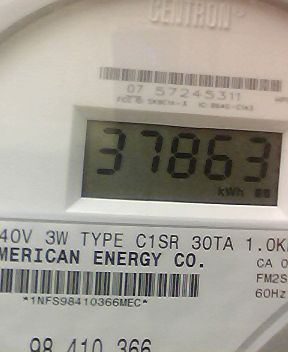 CENTRON
07 57245311
37863
kWh
40V 3W TYPE C1SR 30TA 1.0K
MERICAN ENERGY CO.
CA 0
FM2S
60Hz
*1NFS98410366MEC*
98 410 366